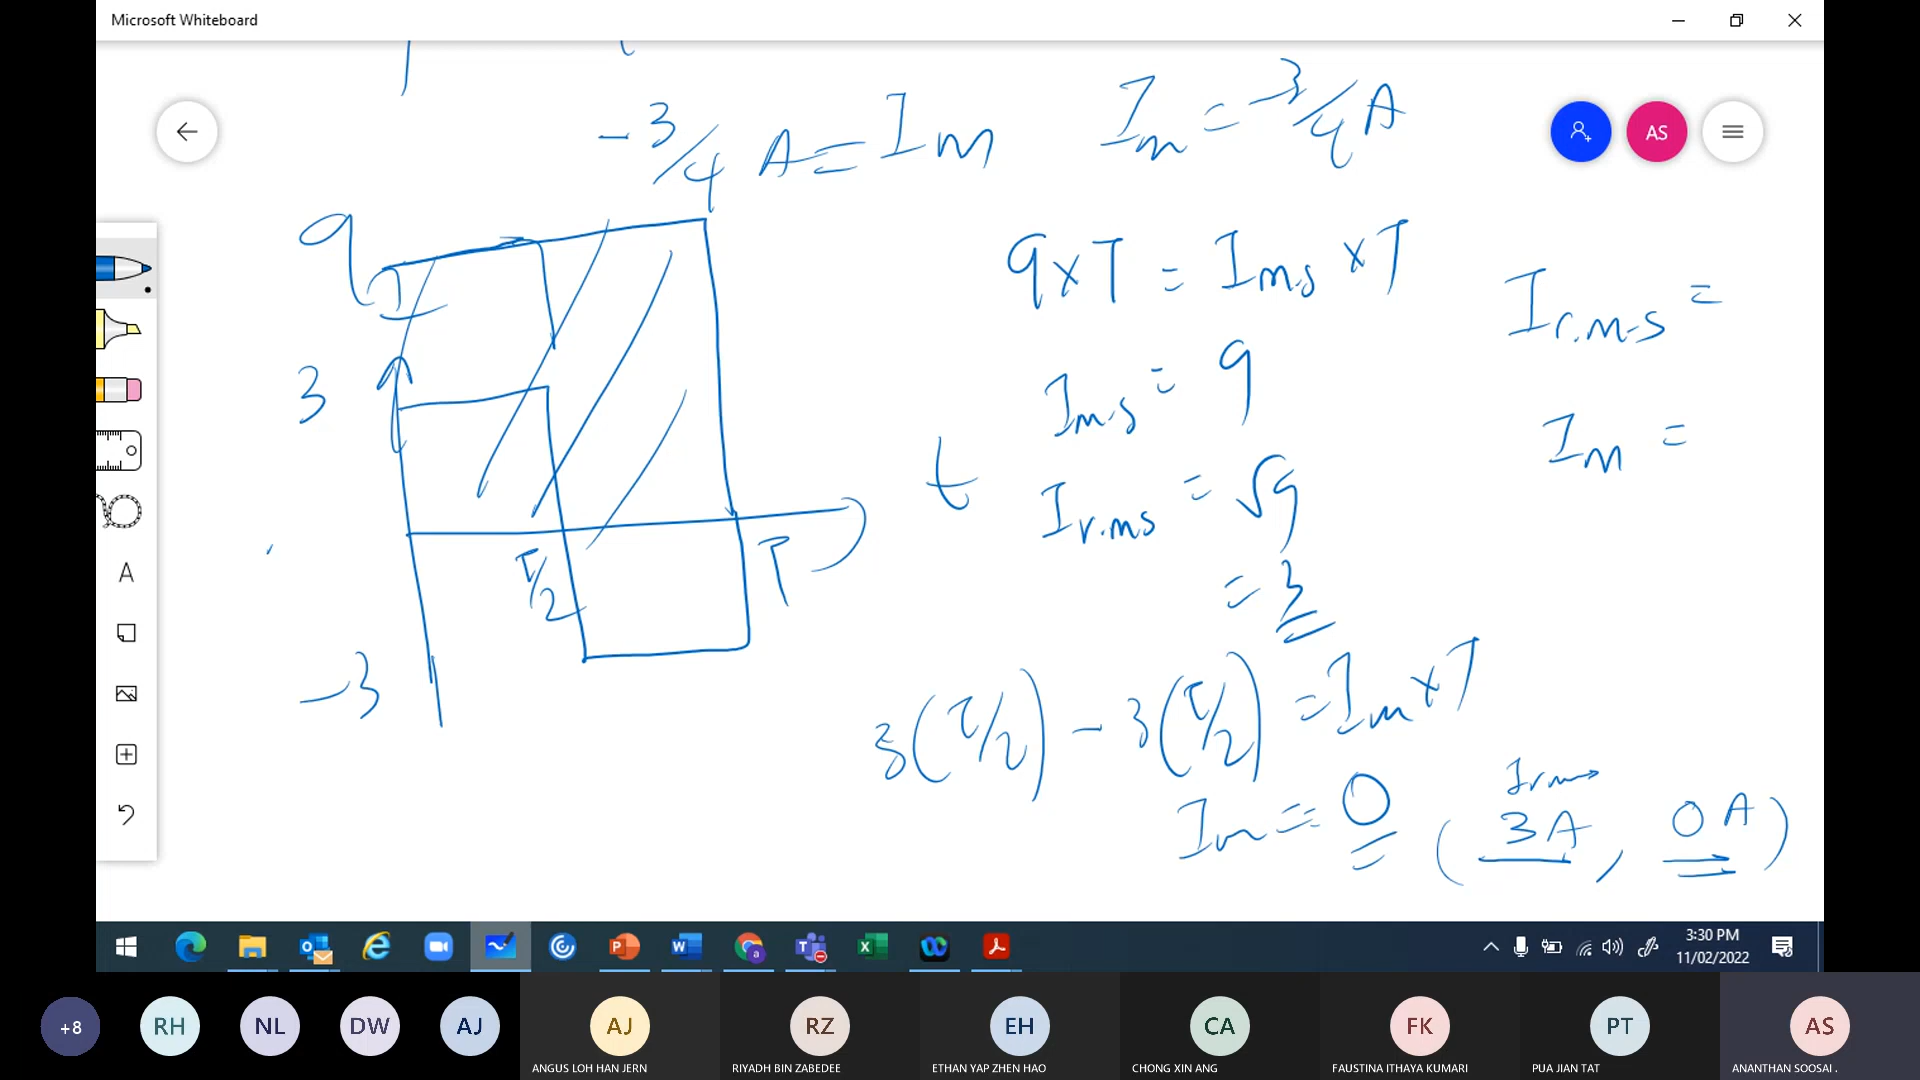 Microsoft Whiteboard
AS
-3/4 A = Im
Im = -3/4 A
9
9 x T = Im.s x T
Ir.m.s =
3
Im.s = 9
Im =
t
Ir.ms = √9
T/2
T
= 3
-3
3(T/2) - 3(T/2) = Im x T
Im = 0
Irms
(3A, 0A)
A
3:30 PM
11/02/2022
+8
RH
NL
DW
AJ
AJ
RZ
EH
CA
FK
PT
AS
ANGUS LOH HAN JERN
RIYADH BIN ZABEDEE
ETHAN YAP ZHEN HAO
CHONG XIN ANG
FAUSTINA ITHAYA KUMARI
PUA JIAN TAT
ANANTHAN SOOSAI .